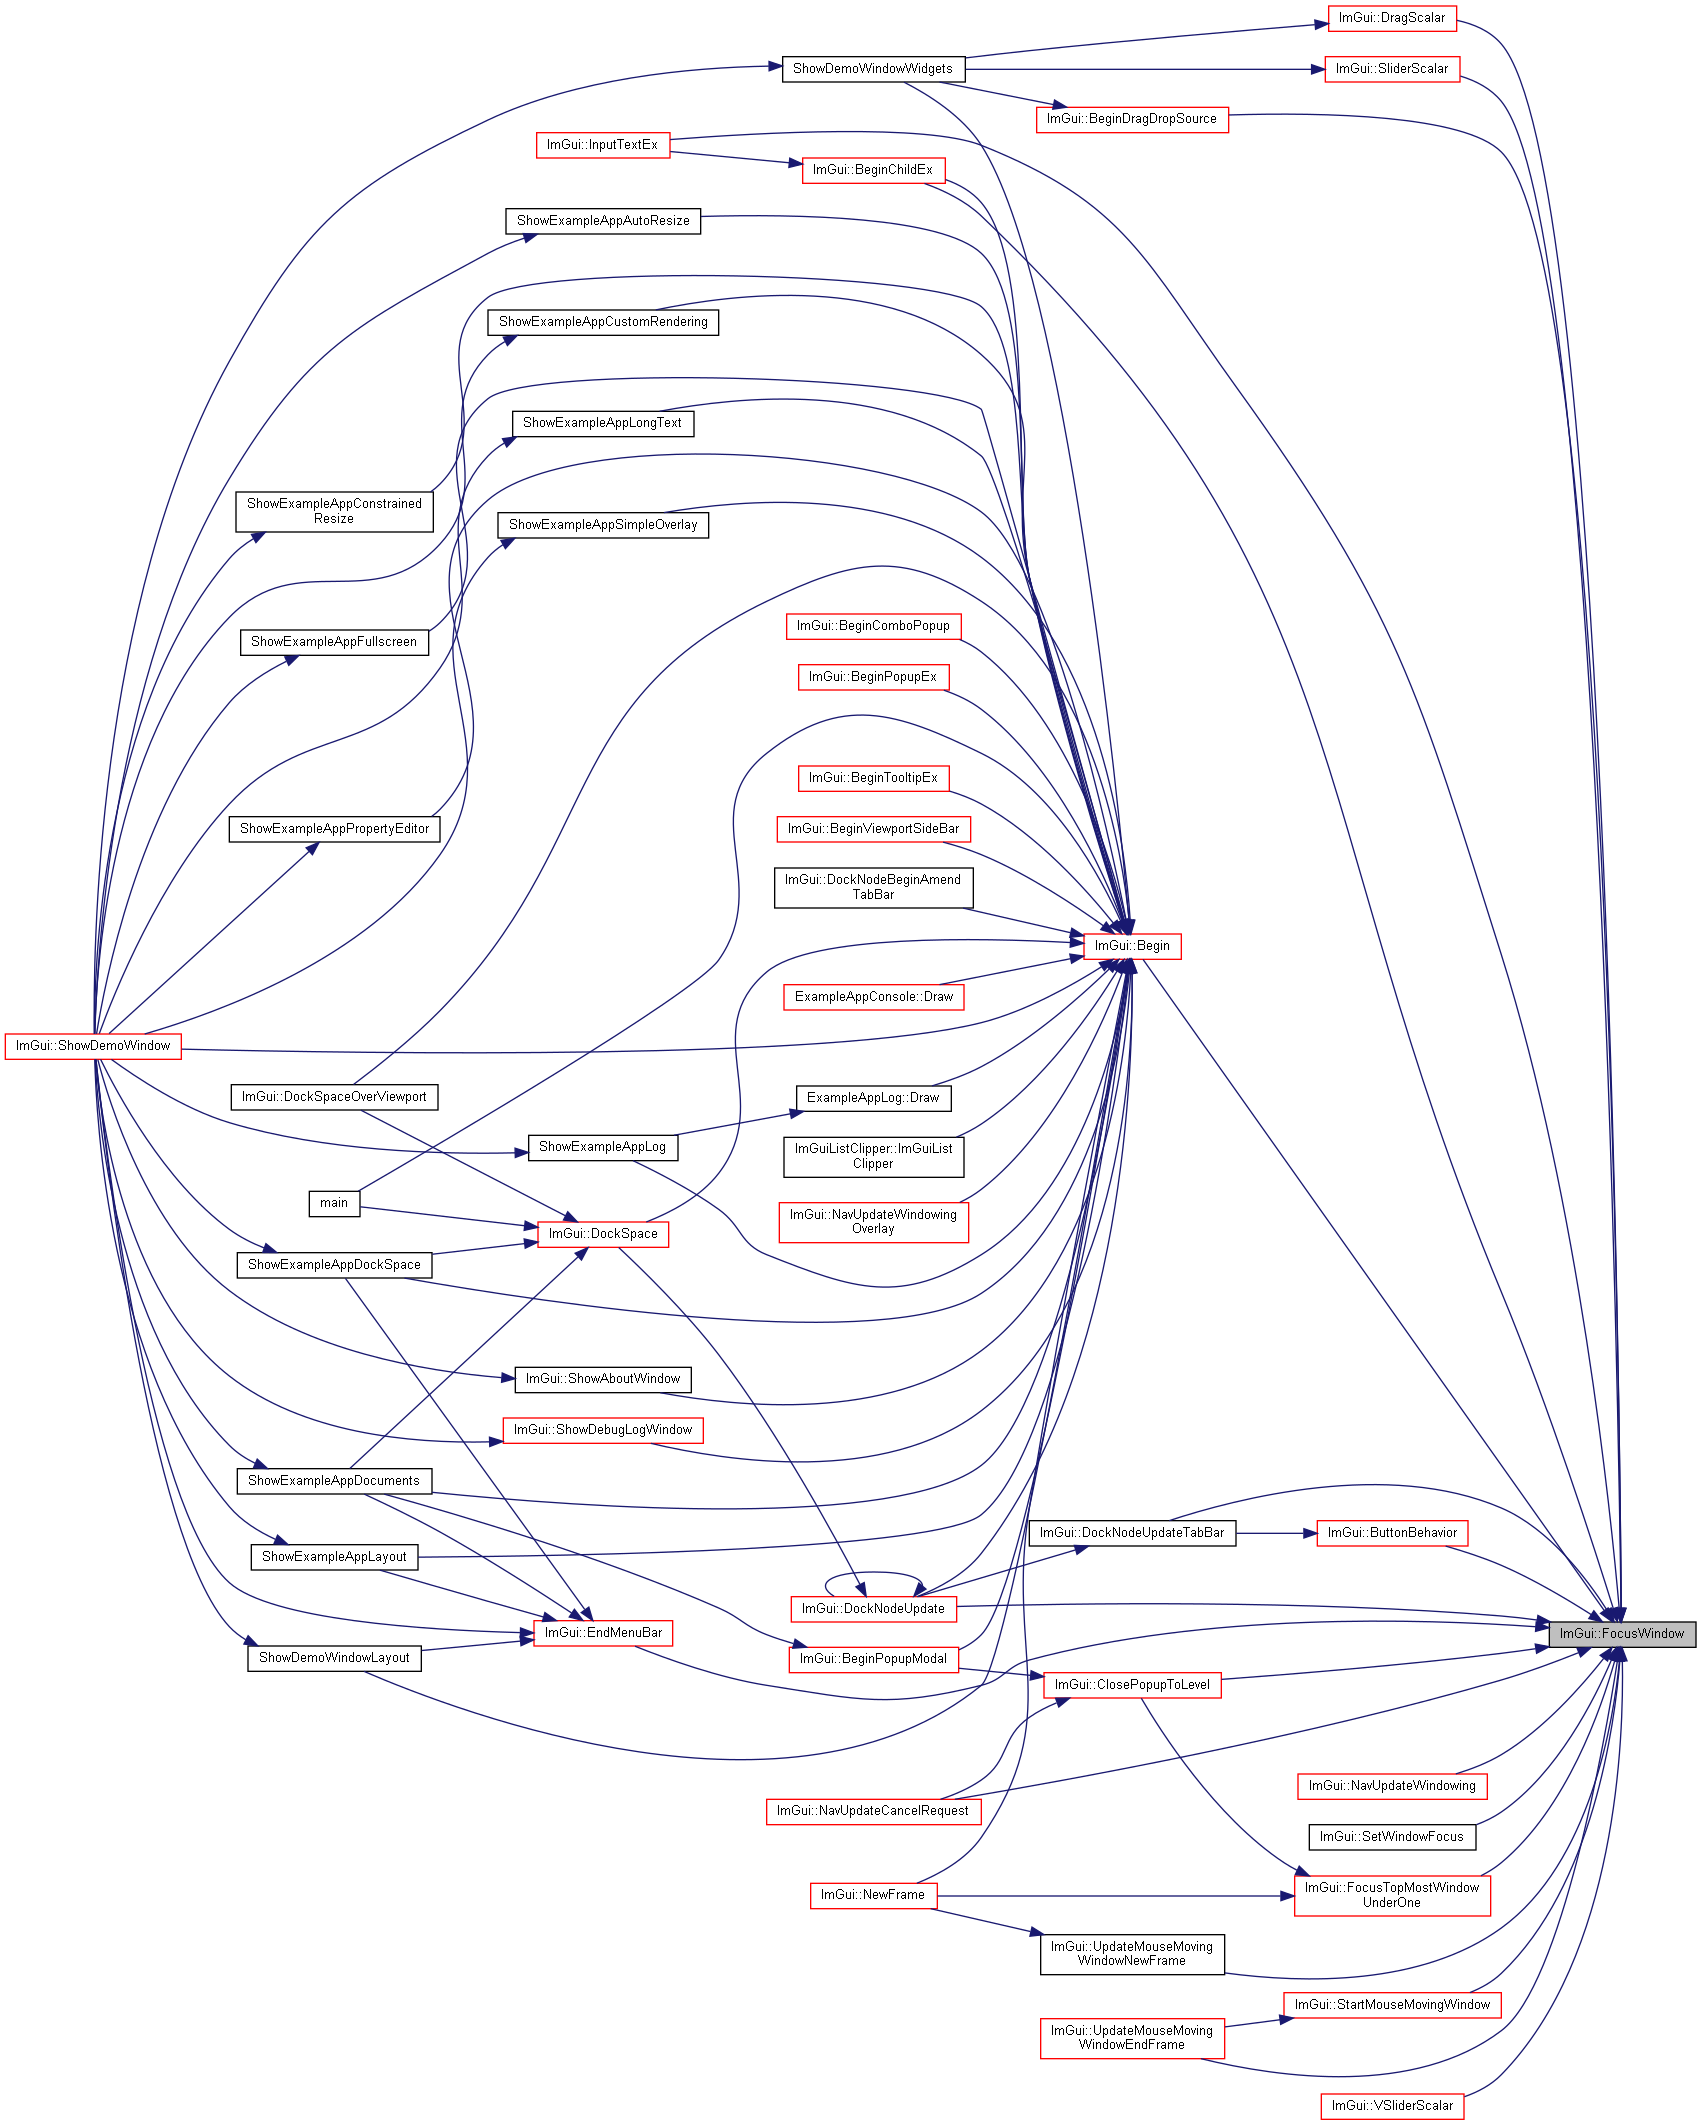 ImGui::DragScalar
ShowDemoWindowWidgets
ImGui::SliderScalar
ImGui::BeginDragDropSource
ImGui::InputTextEx
ImGui::BeginChildEx
ShowExampleAppAutoResize
ShowExampleAppCustomRendering
ShowExampleAppLongText
ShowExampleAppConstrained
Resize
ShowExampleAppSimpleOverlay
ImGui::BeginComboPopup
ShowExampleAppFullscreen
ImGui::BeginPopupEx
ImGui::BeginTooltipEx
ShowExampleAppPropertyEditor
ImGui::BeginViewportSideBar
ImGui::DockNodeBeginAmend
TabBar
ImGui::Begin
ExampleAppConsole::Draw
ImGui::ShowDemoWindow
ImGui::DockSpaceOverViewport
ExampleAppLog::Draw
ShowExampleAppLog
ImGuiListClipper::ImGuiList
Clipper
main
ImGui::NavUpdateWindowing
Overlay
ImGui::DockSpace
ShowExampleAppDockSpace
ImGui::ShowAboutWindow
ImGui::ShowDebugLogWindow
ShowExampleAppDocuments
ImGui::DockNodeUpdateTabBar
ImGui::ButtonBehavior
ShowExampleAppLayout
ImGui::DockNodeUpdate
ImGui::EndMenuBar
ImGui::FocusWindow
ShowDemoWindowLayout
ImGui::BeginPopupModal
ImGui::ClosePopupToLevel
ImGui::NavUpdateWindowing
ImGui::NavUpdateCancelRequest
ImGui::SetWindowFocus
ImGui::NewFrame
ImGui::FocusTopMostWindow
UnderOne
ImGui::UpdateMouseMoving
WindowNewFrame
ImGui::StartMouseMovingWindow
ImGui::UpdateMouseMoving
WindowEndFrame
ImGui::VSliderScalar